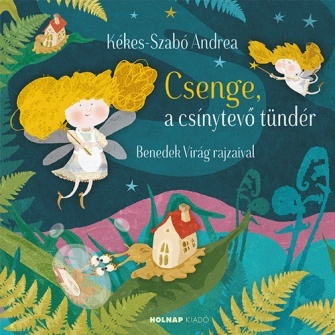 Kékes-Szabó Andrea
Csenge,
a csínytevő tündér
Benedek Virág rajzaival
HOLNAP KIADÓ